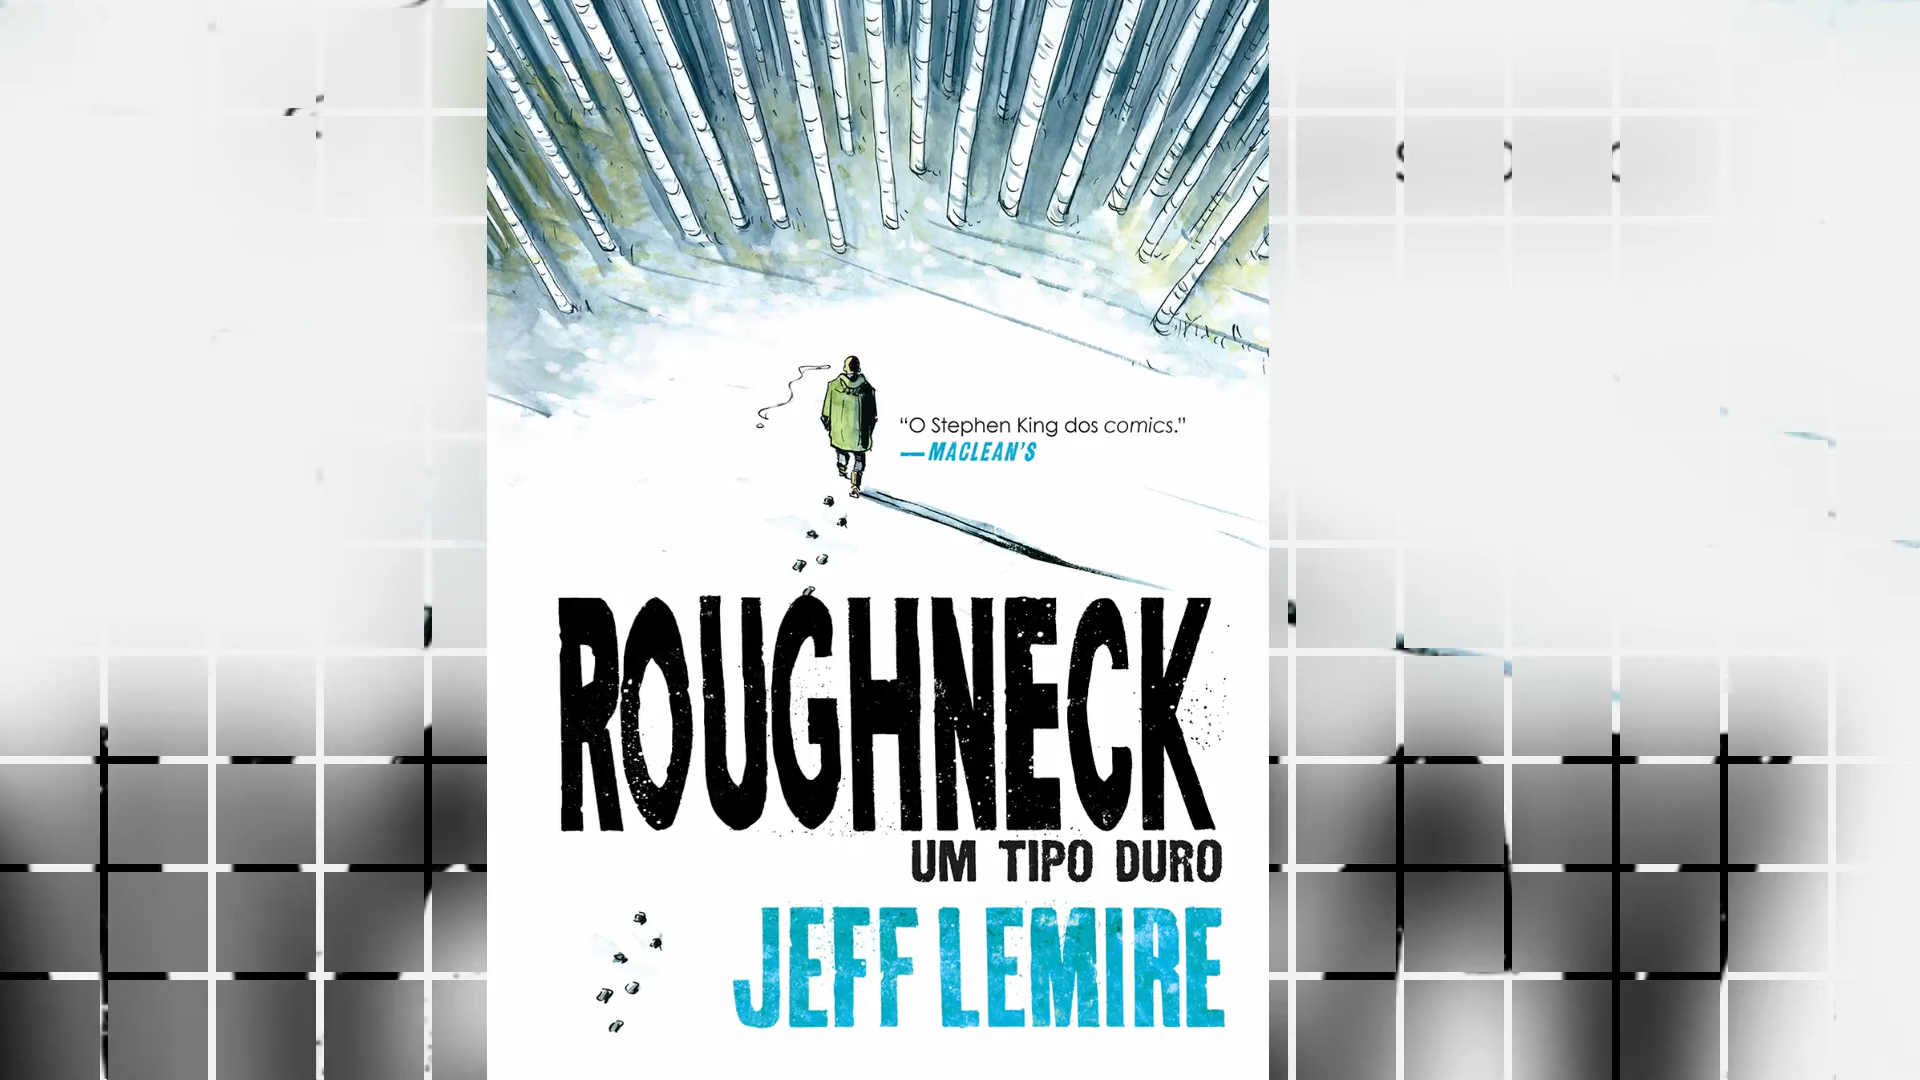 “O Stephen King dos comics.”
—MACLEAN'S
ROUGHNECK
UM TIPO DURO
JEFF LEMIRE